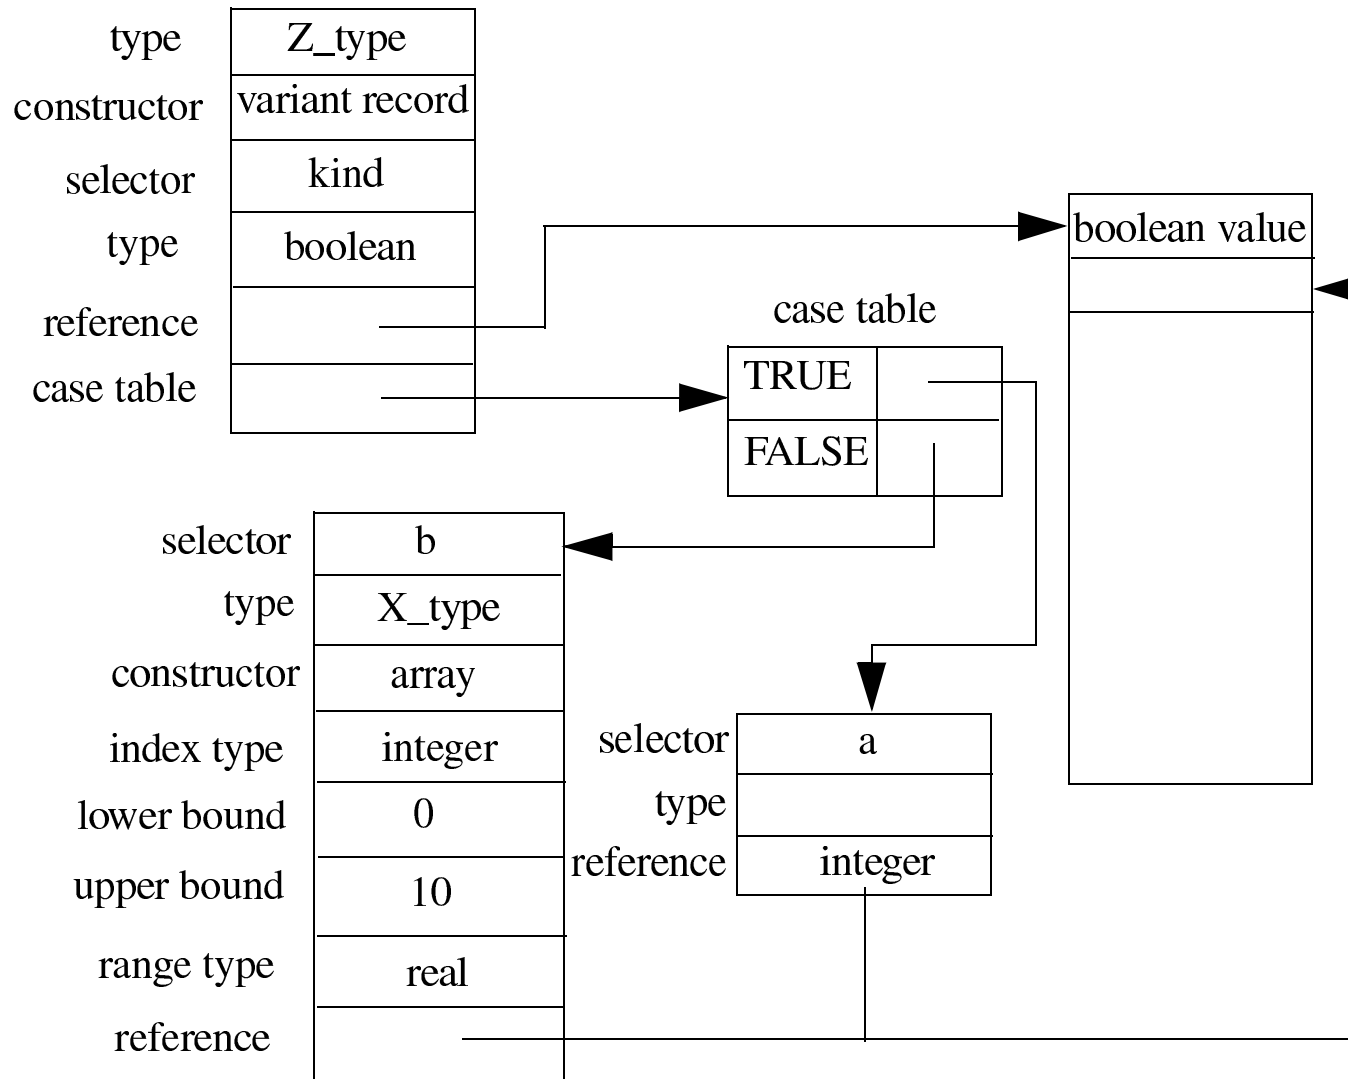 type Z_type
constructor variant record
selector kind
type boolean
reference
case table
boolean value
case table
TRUE
FALSE
selector b
type X_type
constructor array
index type integer
lower bound 0
upper bound 10
range type real
reference
selector a
type
reference integer